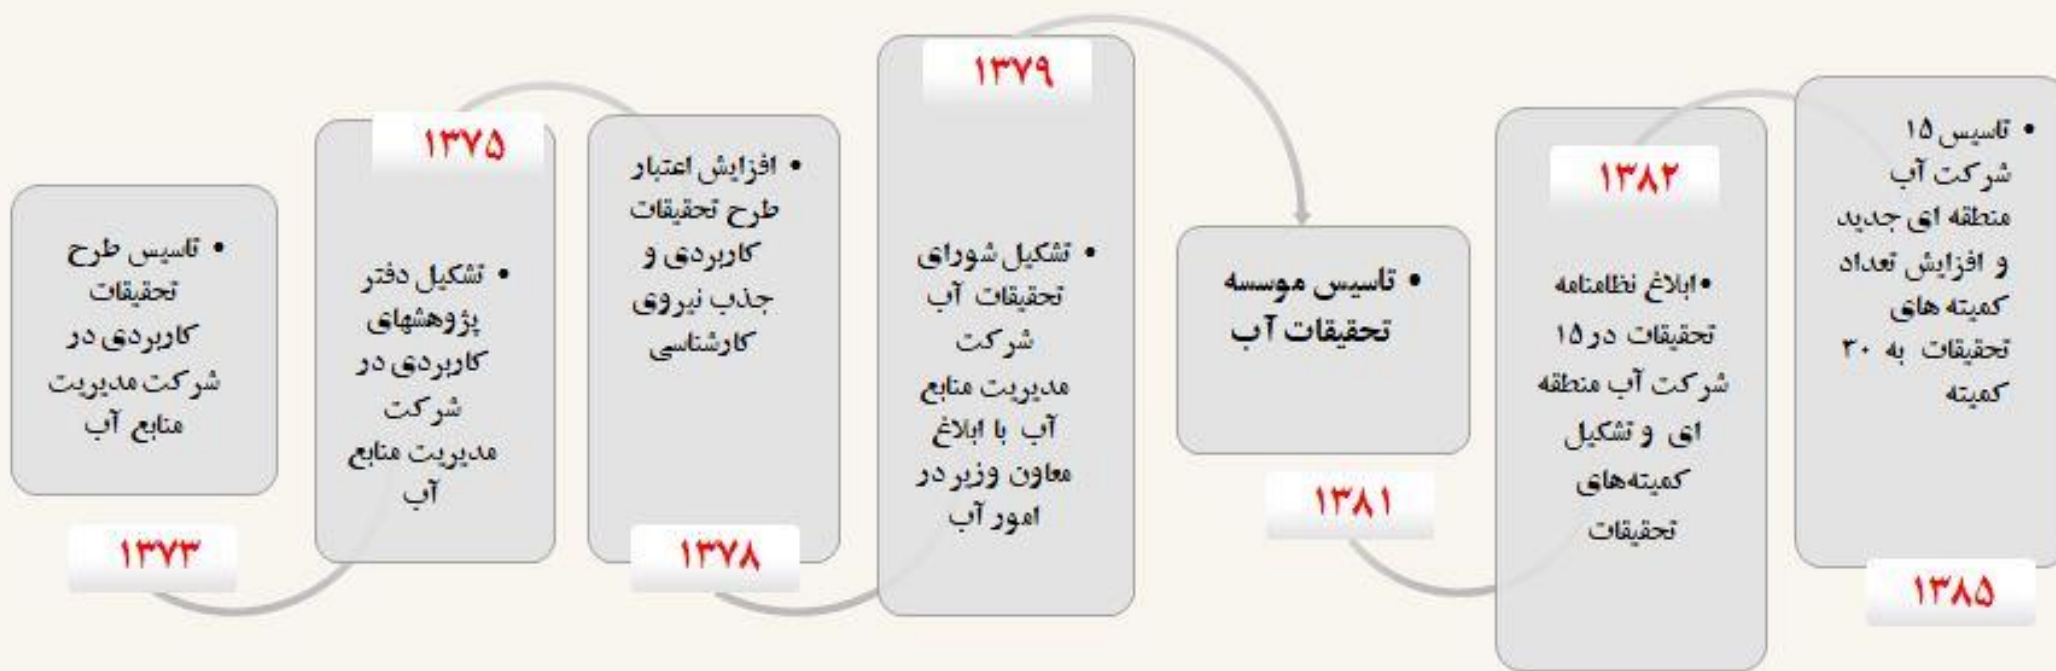 • تاسیس طرح
تحقیقات
کاربردی در
شرکت مدیریت
منابع آب
۱۳۷۳
۱۳۷۵
• تشکیل دفتر
پژوهشهای
کاربردی در
شرکت
مدیریت منابع
آب
• افزایش اعتبار
طرح تحقیقات
کاربردی و
جذب نیروی
کارشناسی
۱۳۷۸
۱۳۷۹
• تشکیل شورای
تحقیقات آب
شرکت
مدیریت منابع
آب با ابلاغ
معاون وزیر در
امور آب
• تاسیس موسسه
تحقیقات آب
۱۳۸۱
۱۳۸۲
•ابلاغ نظامنامه
تحقیقات در ۱۵
شرکت آب منطقه
ای و تشکیل
کمیته‌های
تحقیقات
• تاسیس ۱۵
شرکت آب
منطقه ای جدید
و افزایش تعداد
کمیته های
تحقیقات به ۳۰
کمیته
۱۳۸۵